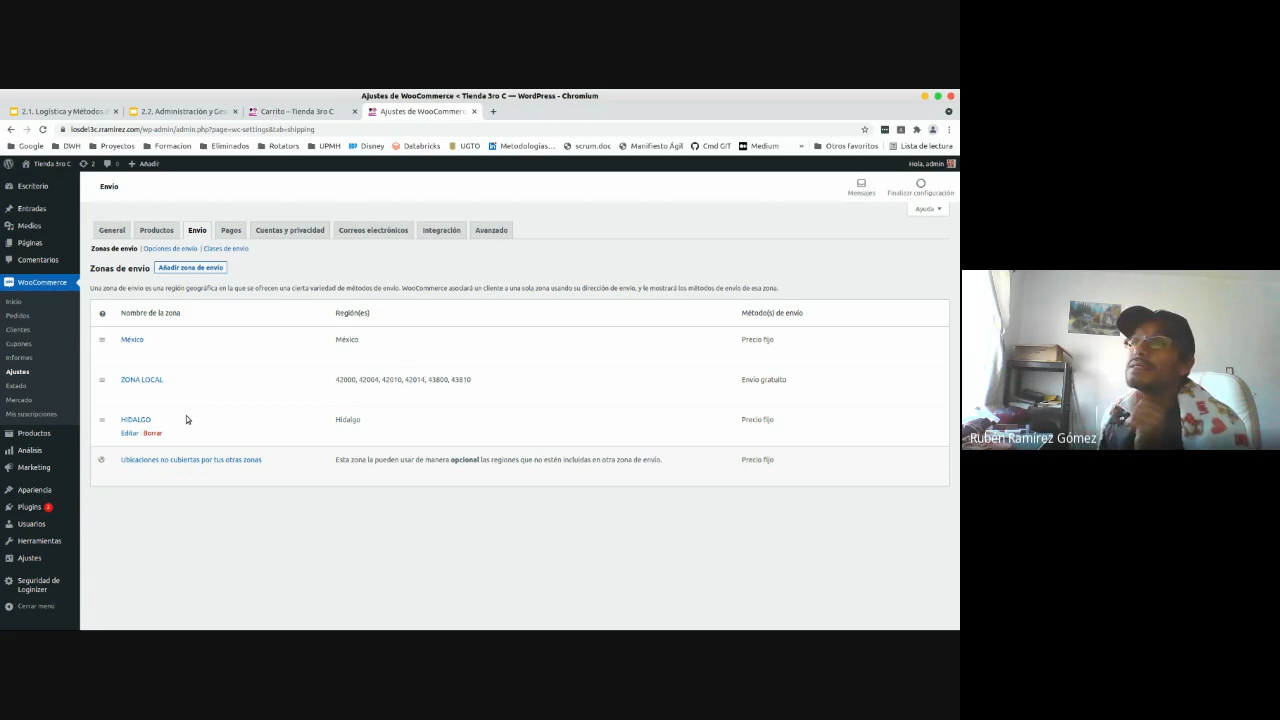 Ajustes de WooCommerce < Tienda 3ro C — WordPress - Chromium
2.1. Logística y Métodos
2.2. Administración y Ges
Carrito – Tienda 3ro C
Ajustes de WooCommerc
losdel3c.rramirez.com/wp-admin/admin.php?page=wc-settings&tab=shipping
Google
DWH
Proyectos
Formacion
Eliminados
Rotators
UPMH
Disney
Databricks
UGTO
Metodologías...
scrum.doc
Manifiesto Ágil
Cmd GIT
Medium
»
Otros favoritos
Lista de lectura
Tienda 3ro C
2
0
Añadir
Hola, admin
Escritorio
Entradas
Medios
Páginas
Comentarios
WooCommerce
Inicio
Pedidos
Clientes
Cupones
Informes
Ajustes
Estado
Mercado
Mis suscripciones
Productos
Análisis
Marketing
Apariencia
Plugins 2
Usuarios
Herramientas
Ajustes
Seguridad de
Loginizer
Cerrar menú
Envío
Mensajes
Finalizar configuración
Ayuda
General
Productos
Envío
Pagos
Cuentas y privacidad
Correos electrónicos
Integración
Avanzado
Zonas de envío | Opciones de envío | Clases de envío
Zonas de envío
Añadir zona de envío
Una zona de envío es una región geográfica en la que se ofrecen una cierta variedad de métodos de envío. WooCommerce asociará un cliente a una sola zona usando su dirección de envío, y le mostrará los métodos de envío de esa zona.
Nombre de la zona
Región(es)
Método(s) de envío
México
México
Precio fijo
ZONA LOCAL
42000, 42004, 42010, 42014, 43800, 43810
Envío gratuito
HIDALGO
Hidalgo
Precio fijo
Editar Borrar
Ubicaciones no cubiertas por tus otras zonas
Esta zona la pueden usar de manera opcional las regiones que no estén incluidas en otra zona de envío.
Precio fijo
Rubén Ramírez Gómez